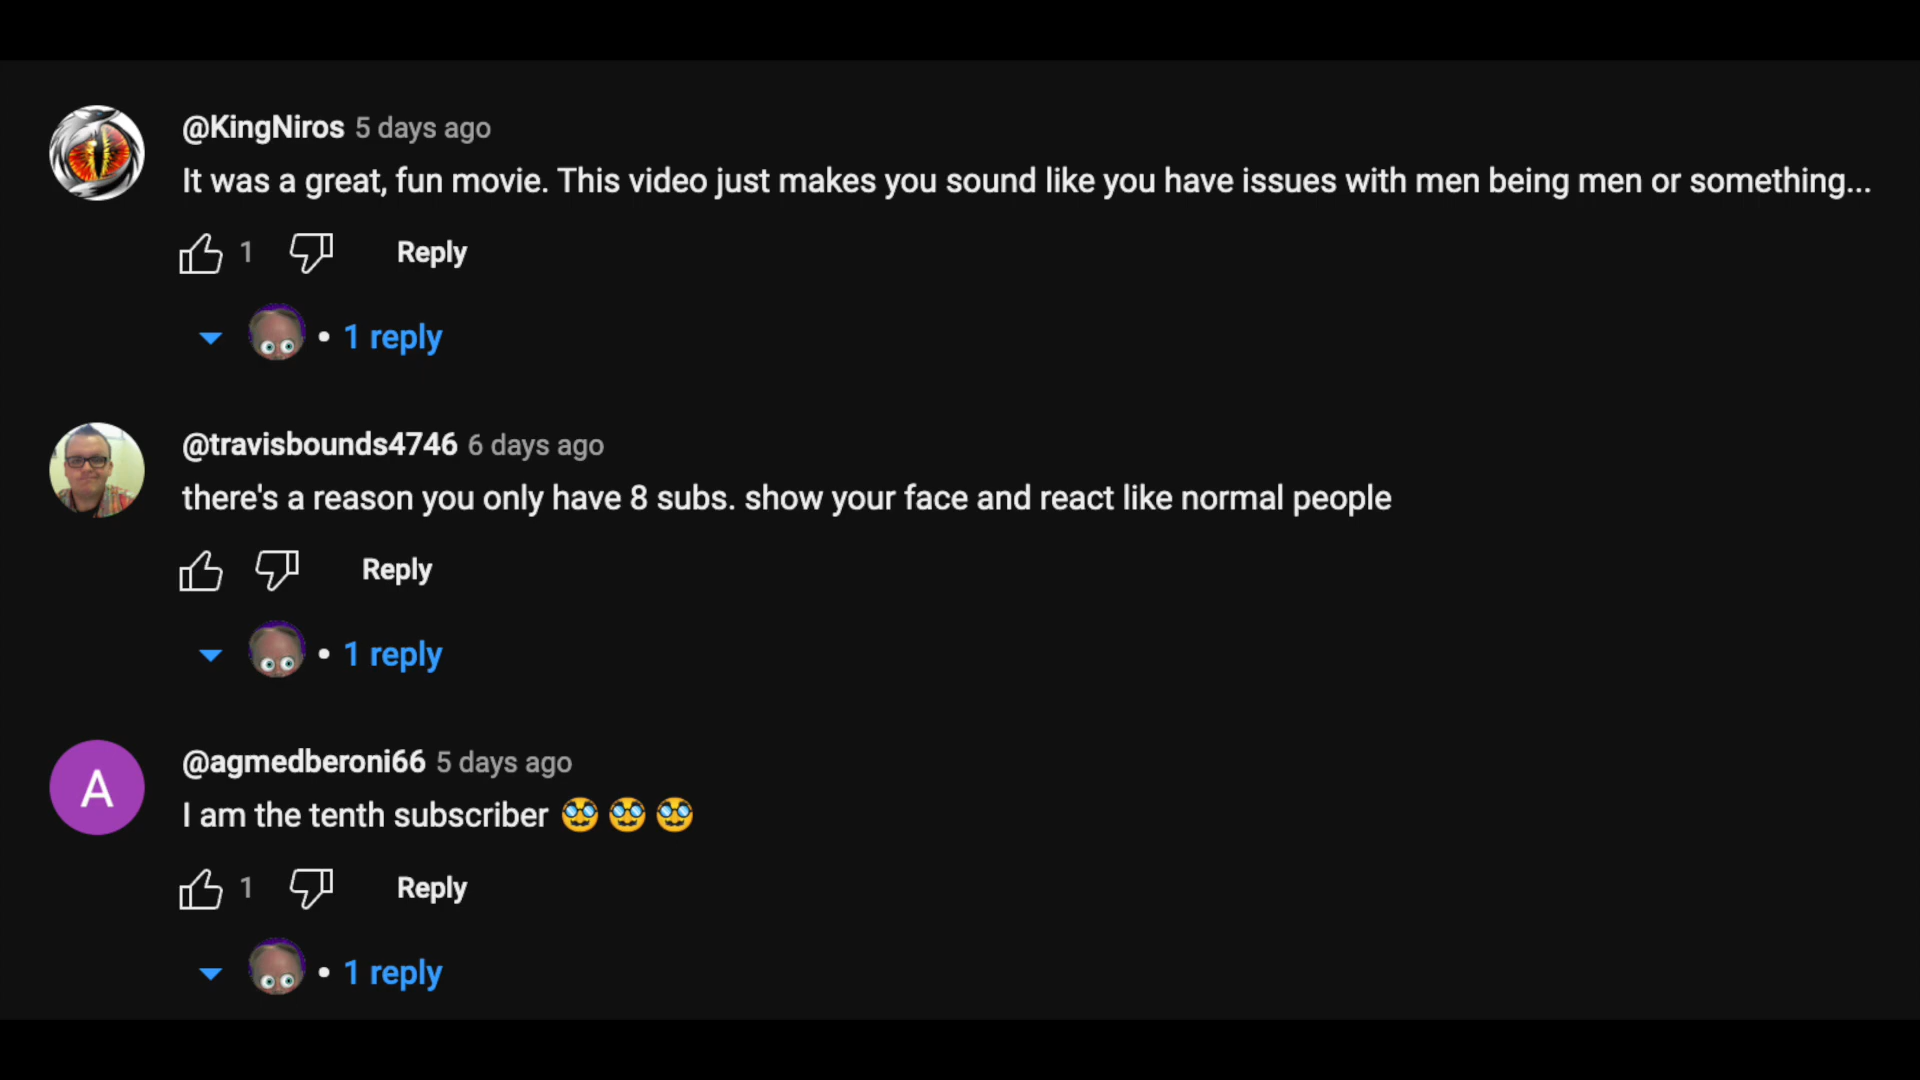 @KingNiros 5 days ago
It was a great, fun movie. This video just makes you sound like you have issues with men being men or something...
1 Reply
• 1 reply
@travisbounds4746 6 days ago
there's a reason you only have 8 subs. show your face and react like normal people
Reply
• 1 reply
A
@agmedberoni66 5 days ago
I am the tenth subscriber 🥸 🥸 🥸
1 Reply
• 1 reply